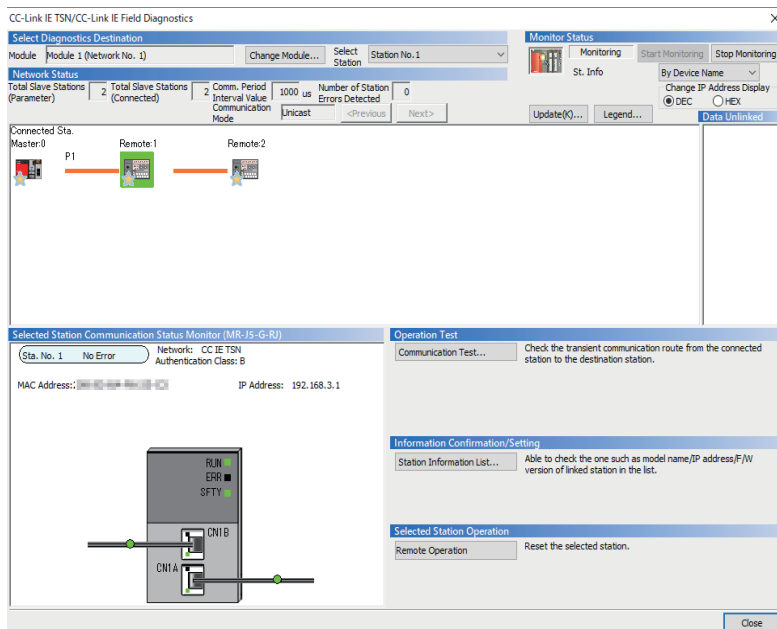 CC-Link IE TSN/CC-Link IE Field Diagnostics
Select Diagnostics Destination
Module Module 1 (Network No. 1) Change Module... Select Station Station No.1
Monitor Status
Monitoring Start Monitoring Stop Monitoring
St. Info By Device Name
Change IP Address Display
DEC HEX
Update(K)... Legend...
Network Status
Total Slave Stations (Parameter) 2 Total Slave Stations (Connected) 2 Comm. Period Interval Value 1000 us Number of Station Errors Detected 0
Communication Mode Unicast <Previous Next>
Data Unlinked
Connected Sta.
Master:0 Remote:1 Remote:2
P1
Selected Station Communication Status Monitor (MR-J5-G-RJ)
Sta. No. 1 No Error
Network: CC IE TSN
Authentication Class: B
MAC Address: IP Address: 192.168.3.1
RUN
ERR
SFTY
CN1B
CN1A
Operation Test
Communication Test...
Check the transient communication route from the connected
station to the destination station.
Information Confirmation/Setting
Station Information List...
Able to check the one such as model name/IP address/F/W
version of linked station in the list.
Selected Station Operation
Remote Operation
Reset the selected station.
Close